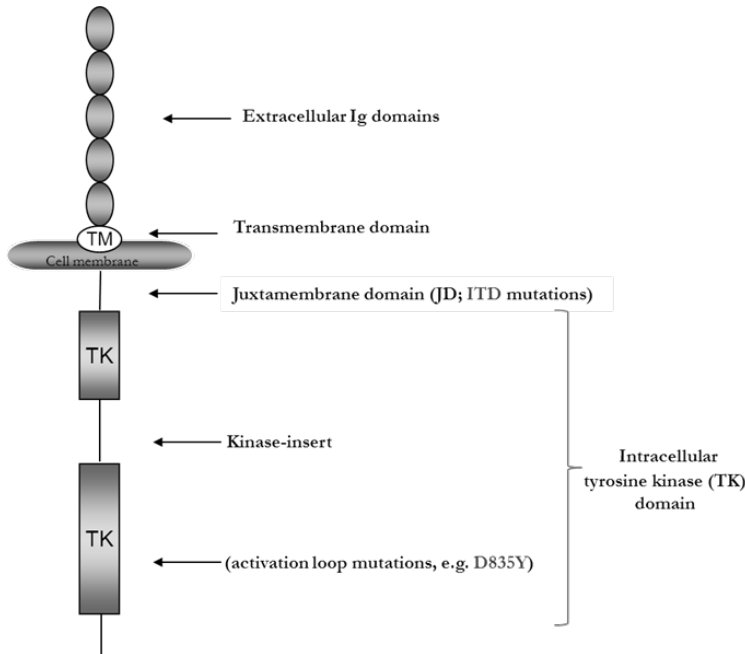 Extracellular Ig domains
Transmembrane domain
TM
Cell membrane
Juxtamembrane domain (JD; ITD mutations)
TK
Kinase-insert
Intracellular
tyrosine kinase (TK)
domain
TK
(activation loop mutations, e.g. D835Y)